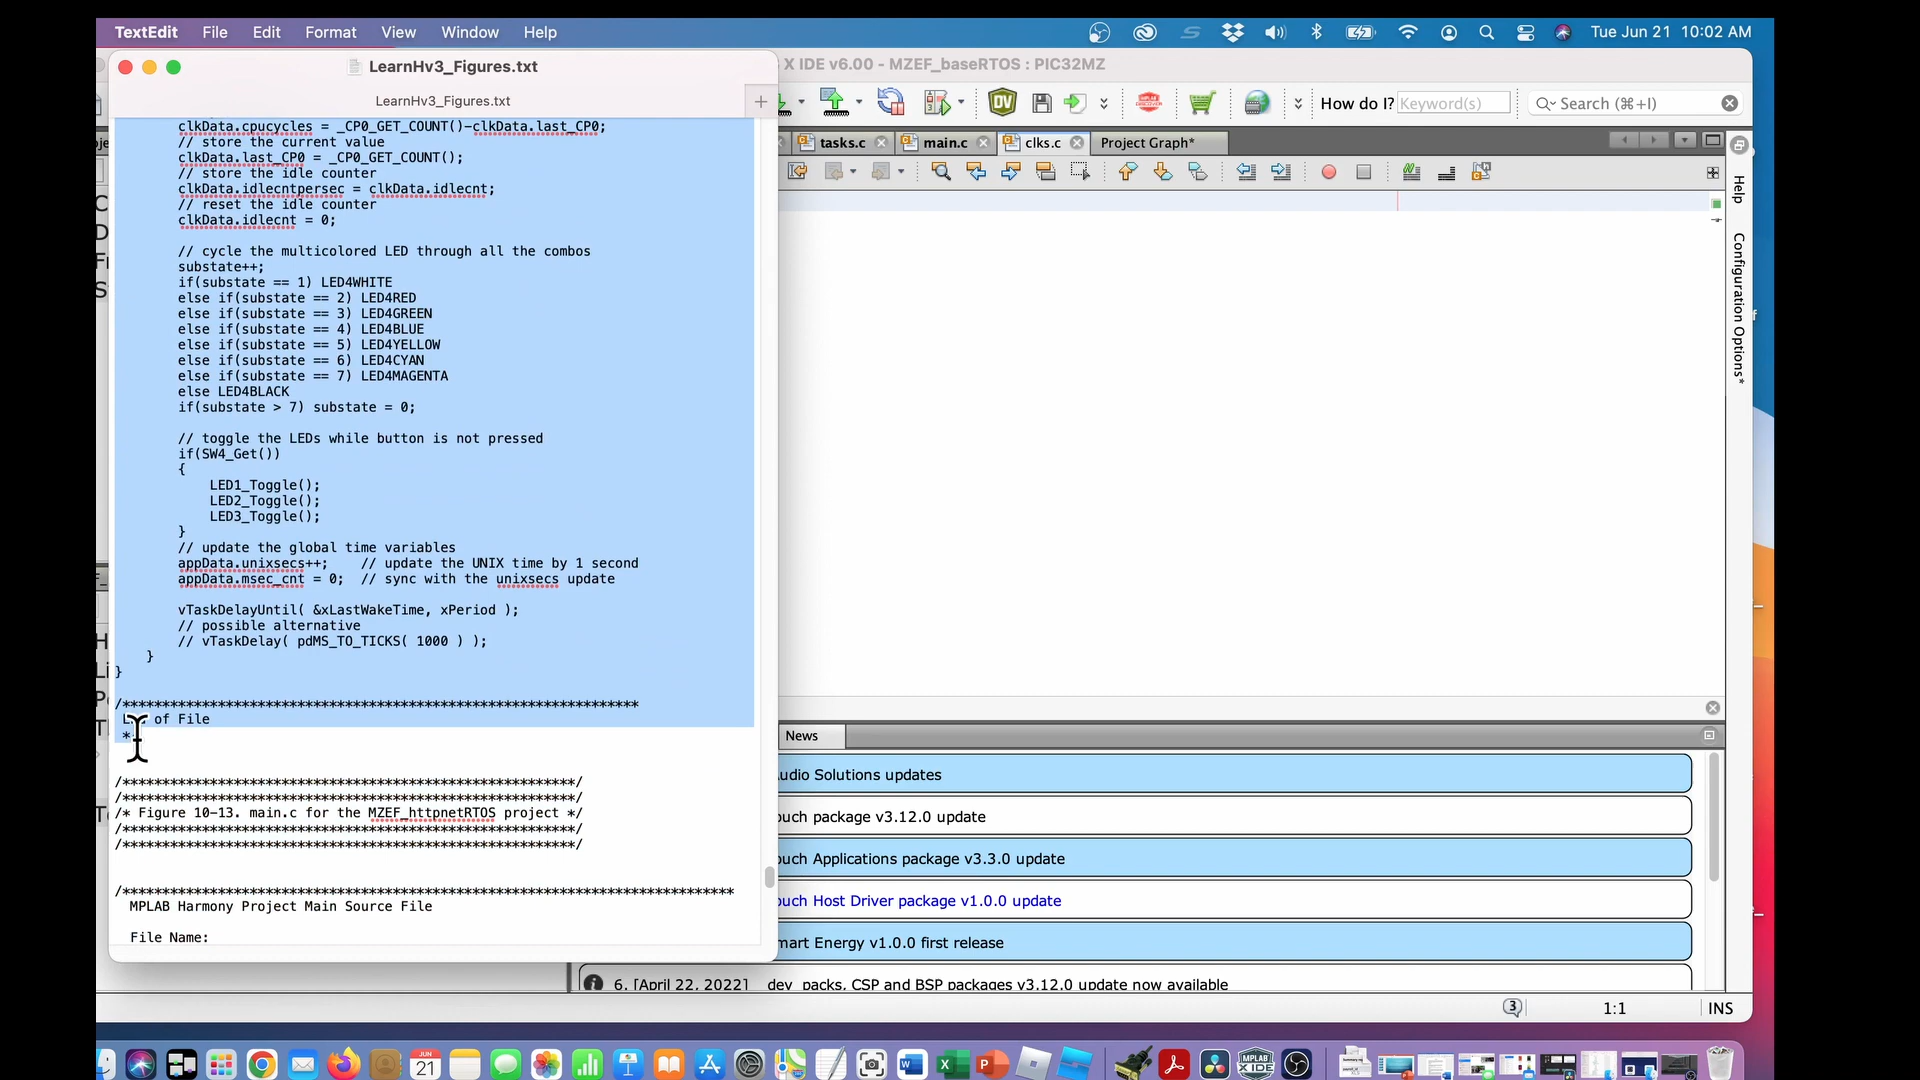 TextEdit File Edit Format View Window Help Tue Jun 21 10:02 AM
LearnHv3_Figures.txt
X IDE v6.00 - MZEF_baseRTOS : PIC32MZ
LearnHv3_Figures.txt
How do I? Keyword(s) Search (⌘+I)
tasks.c main.c clks.c Project Graph*
clkData.cpucycles = _CP0_GET_COUNT()-clkData.last_CP0;
// store the current value
clkData.last_CP0 = _CP0_GET_COUNT();
// store the idle counter
clkData.idlecntpersec = clkData.idlecnt;
// reset the idle counter
clkData.idlecnt = 0;
// cycle the multicolored LED through all the combos
substate++;
if(substate == 1) LED4WHITE
else if(substate == 2) LED4RED
else if(substate == 3) LED4GREEN
else if(substate == 4) LED4BLUE
else if(substate == 5) LED4YELLOW
else if(substate == 6) LED4CYAN
else if(substate == 7) LED4MAGENTA
else LED4BLACK
if(substate > 7) substate = 0;
// toggle the LEDs while button is not pressed
if(SW4_Get())
{
LED1_Toggle();
LED2_Toggle();
LED3_Toggle();
}
// update the global time variables
appData.unixsecs++; // update the UNIX time by 1 second
appData.msec_cnt = 0; // sync with the unixsecs update
vTaskDelayUntil( &xLastWakeTime, xPeriod );
// possible alternative
// vTaskDelay( pdMS_TO_TICKS( 1000 ) );
}
}
/*****************************************************************
of File
*
/*********************************************************/
/*********************************************************/
/* Figure 10-13. main.c for the MZEF_httpnetRTOS project */
/*********************************************************/
/*********************************************************/
/*****************************************************************************
MPLAB Harmony Project Main Source File
File Name:
Help
Configuration Options*
News
udio Solutions updates
ouch package v3.12.0 update
ouch Applications package v3.3.0 update
ouch Host Driver package v1.0.0 update
mart Energy v1.0.0 first release
6. [April 22, 2022] dev_packs, CSP and BSP packages v3.12.0 update now available
3 1:1 INS
JUN
21
MPLAB
X IDE